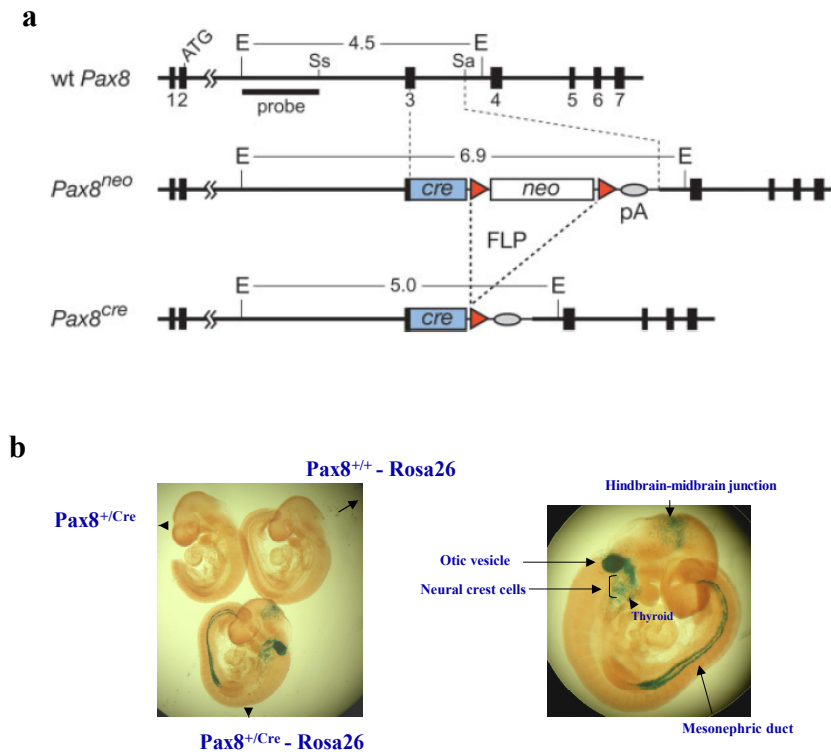 a
ATG
E 4.5 E
Ss Sa
wt Pax8
12 3 4 5 6 7
probe
6.9
E E
Pax8neo
cre neo
pA
FLP
5.0
E E
Pax8cre
cre
b
Pax8+/+ - Rosa26
Pax8+/Cre
Pax8+/Cre - Rosa26
Hindbrain-midbrain junction
Otic vesicle
Neural crest cells
Thyroid
Mesonephric duct